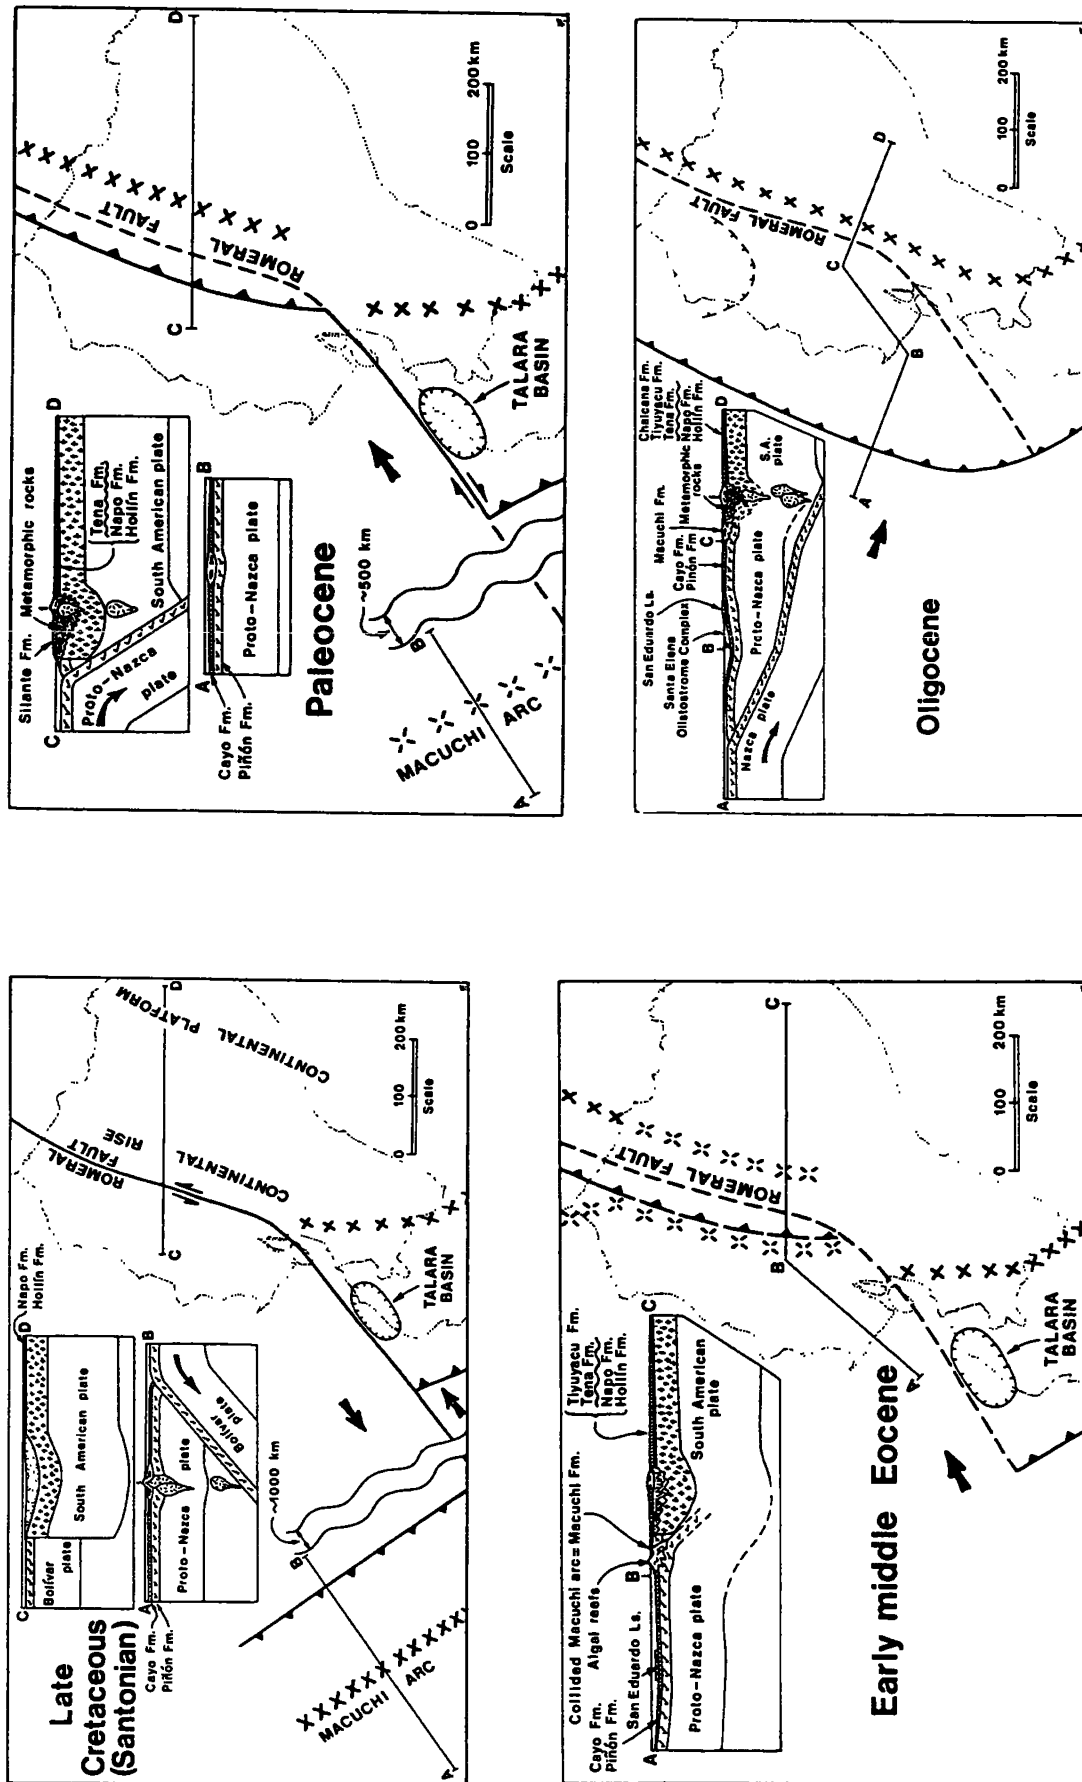 Late
Cretaceous
(Santonian)
C
D
Napo Fm.
Hollín Fm.
Bolívar
plate
South American plate
A
B
Cayo Fm.
Piñón Fm.
Proto-Nazca
plate
Bolívar
plate
~1000 km
B
A
MACUCHI ARC
C
D
ROMERAL
FAULT
CONTINENTAL
RISE
CONTINENTAL PLATFORM
TALARA
BASIN
0 100 200 km
Scale
Silante Fm. Metamorphic rocks
C
D
Tena Fm.
Napo Fm.
Hollín Fm.
Proto-Nazca
plate
South American plate
A
B
Cayo Fm.
Piñón Fm.
Proto-Nazca plate
Paleocene
~500 km
B
A
MACUCHI ARC
C
D
ROMERAL
FAULT
TALARA
BASIN
0 100 200 km
Scale
Collided Macuchi arc = Macuchi Fm.
Algal reefs
Cayo Fm.
Piñón Fm.
San Eduardo Ls.
A
B
C
Tiyuyacu Fm.
Tena Fm.
Napo Fm.
Hollín Fm.
Proto-Nazca plate
South American
plate
Early middle Eocene
A
B
C
ROMERAL FAULT
TALARA
BASIN
0 100 200 km
Scale
San Eduardo Ls.
Santa Elena
Olistostrome Complex
Macuchi Fm.
Cayo Fm.
Piñón Fm
Metamorphic
rocks
Chalcana Fm.
Tiyuyacu Fm.
Tena Fm.
Napo Fm.
Hollín Fm.
A
B
C
D
Nazca plate
Proto-Nazca plate
S.A.
plate
Oligocene
A
B
C
D
ROMERAL FAULT
0 100 200 km
Scale